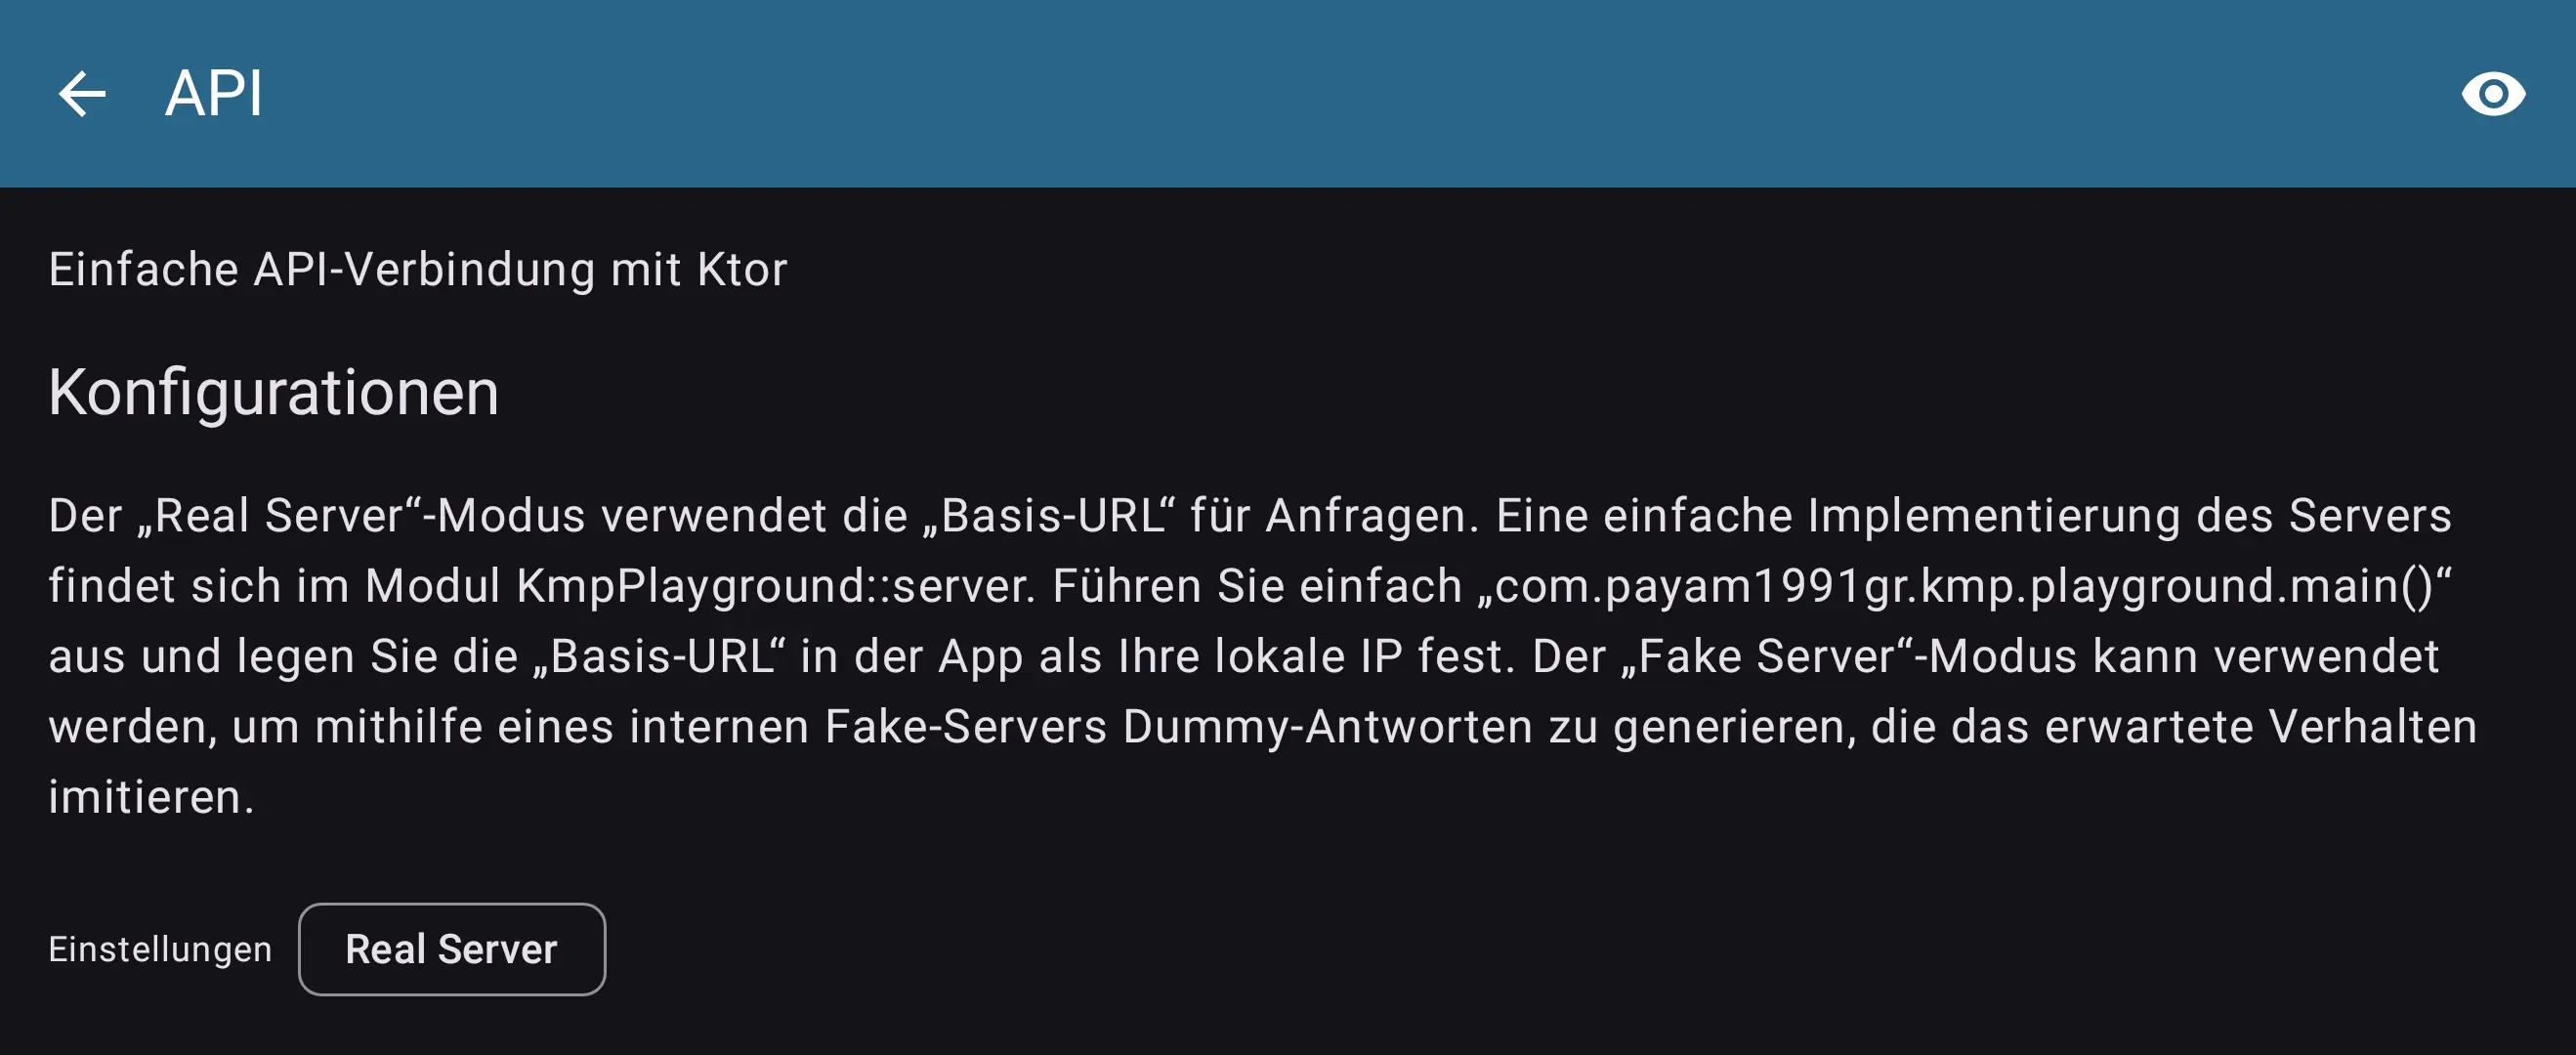 API
Einfache API-Verbindung mit Ktor
Konfigurationen
Der „Real Server“-Modus verwendet die „Basis-URL“ für Anfragen. Eine einfache Implementierung des Servers
findet sich im Modul KmpPlayground::server. Führen Sie einfach „com.payam1991gr.kmp.playground.main()“
aus und legen Sie die „Basis-URL“ in der App als Ihre lokale IP fest. Der „Fake Server“-Modus kann verwendet
werden, um mithilfe eines internen Fake-Servers Dummy-Antworten zu generieren, die das erwartete Verhalten
imitieren.
Einstellungen Real Server